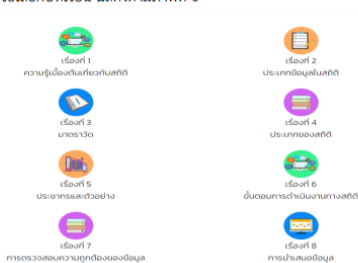 เรื่องที่ 1
ความรู้เบื้องต้นเกี่ยวกับสถิติ
เรื่องที่ 2
ประเภทข้อมูลในสถิติ
เรื่องที่ 3
มาตราวัด
เรื่องที่ 4
ประเภทของสถิติ
เรื่องที่ 5
ประชากรและตัวอย่าง
เรื่องที่ 6
ขั้นตอนการดำเนินงานทางสถิติ
เรื่องที่ 7
การตรวจสอบความถูกต้องของข้อมูล
เรื่องที่ 8
การนำเสนอข้อมูล